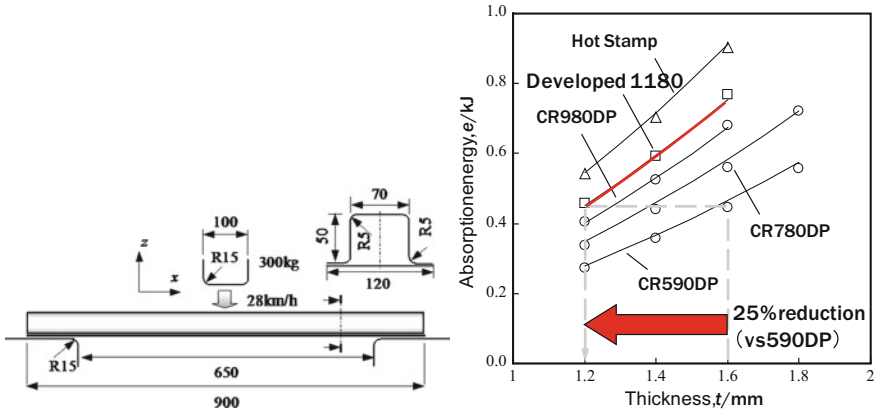 70
50
R5
R5
100
z
x
R15
300kg
120
28km/h
R15
650
900
Absorptionenergy,e/kJ
1.0
0.8
0.6
0.4
0.2
0.0
Hot Stamp
Developed 1180
CR980DP
CR780DP
CR590DP
25%reduction
(vs590DP)
1
1.2
1.4
1.6
1.8
2
Thickness,t/mm